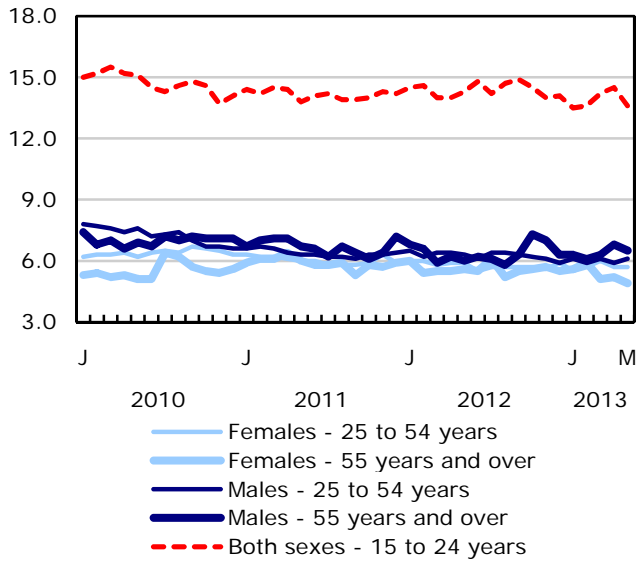 18.0
15.0
12.0
9.0
6.0
3.0
J J J J M
2010 2011 2012 2013
Females - 25 to 54 years
Females - 55 years and over
Males - 25 to 54 years
Males - 55 years and over
Both sexes - 15 to 24 years